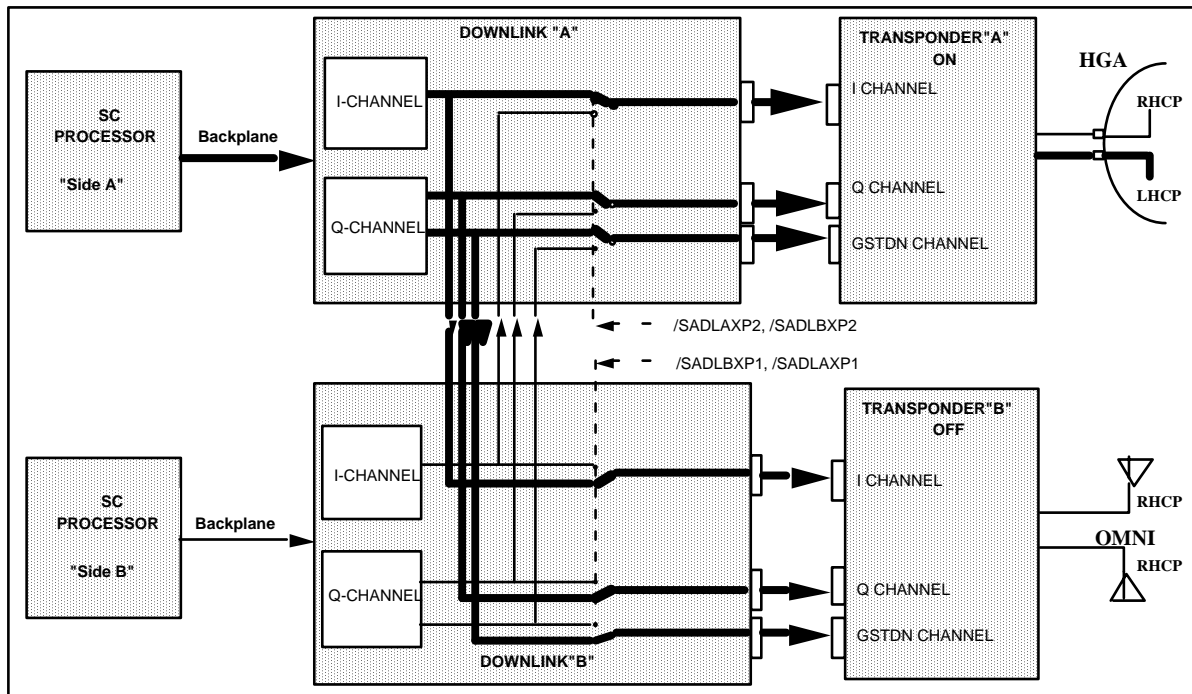 DOWNLINK "A"
TRANSPONDER"A"
ON
HGA
SC
PROCESSOR
"Side A"
Backplane
I-CHANNEL
I CHANNEL
RHCP
Q-CHANNEL
Q CHANNEL
LHCP
GSTDN CHANNEL
/SADLAXP2, /SADLBXP2
/SADLBXP1, /SADLAXP1
TRANSPONDER"B"
OFF
SC
PROCESSOR
"Side B"
Backplane
I-CHANNEL
I CHANNEL
RHCP
OMNI
RHCP
Q-CHANNEL
Q CHANNEL
GSTDN CHANNEL
DOWNLINK"B"